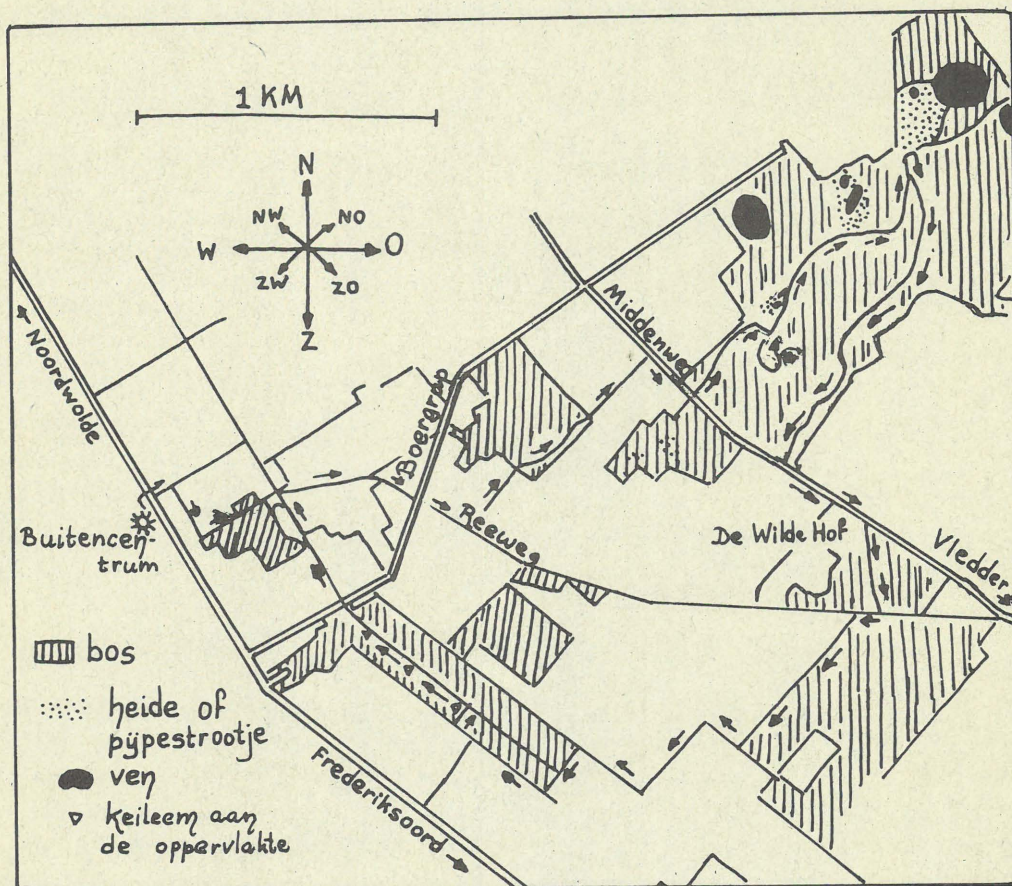 1 KM
N
NW NO
W O
ZW ZO
Z
Noordwolde
Middenweg
Boergrup
Buitencen-
trum
Reeweg
De Wilde Hof
Vledder
bos
heide of
pijpestrootje
ven
keileem aan
de oppervlakte
Frederiksoord